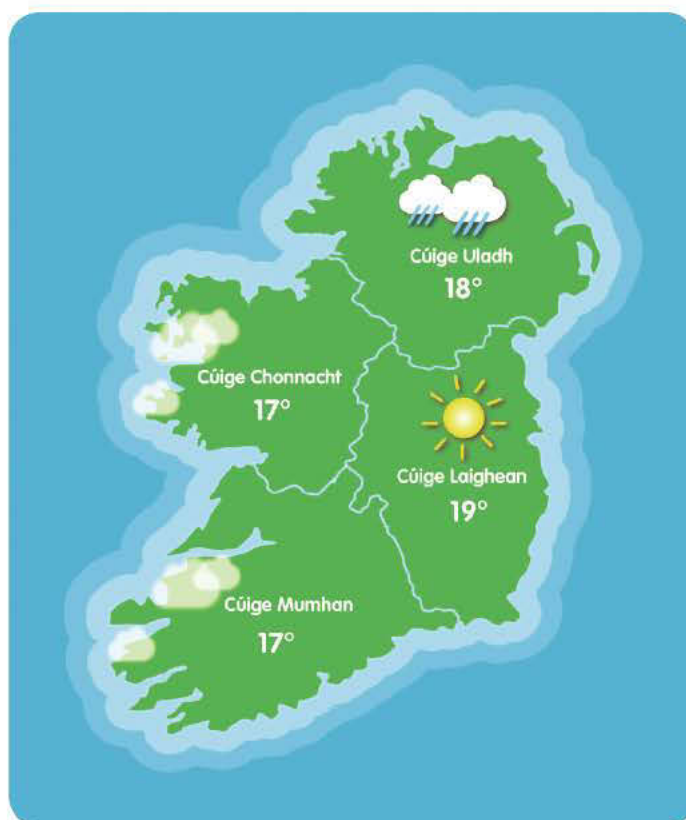 Cúige Uladh
18°
Cúige Chonnacht
17°
Cúige Laighean
19°
Cúige Mumhan
17°